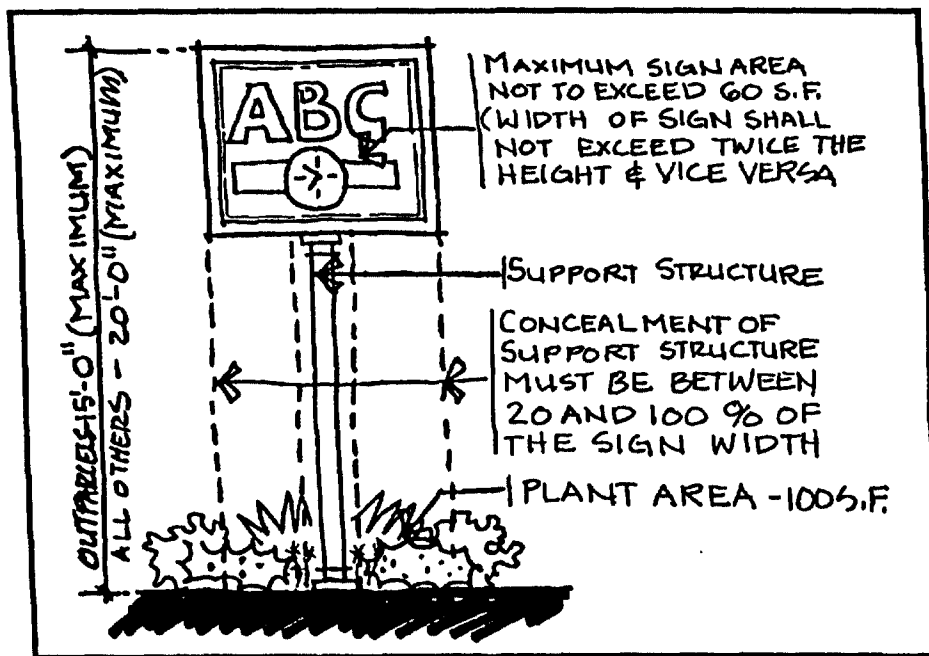 OUTPARCELS-15'-0" (MAXIMUM)
ALL OTHERS - 20'-0" (MAXIMUM)
ABC
MAXIMUM SIGN AREA
NOT TO EXCEED 60 S.F.
(WIDTH OF SIGN SHALL
NOT EXCEED TWICE THE
HEIGHT & VICE VERSA
SUPPORT STRUCTURE
CONCEALMENT OF
SUPPORT STRUCTURE
MUST BE BETWEEN
20 AND 100 % OF
THE SIGN WIDTH
PLANT AREA -100 S.F.